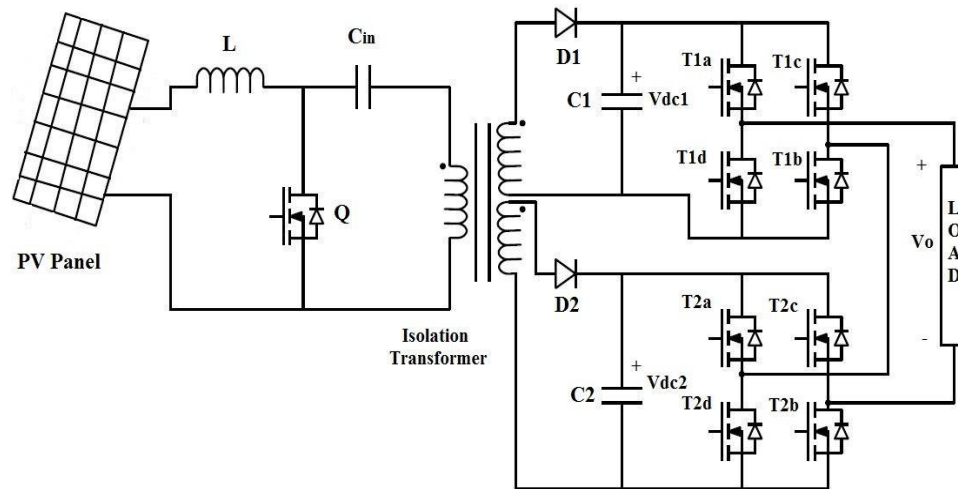 PV Panel
L
Cin
Q
Isolation
Transformer
D1
C1
+
Vdc1
T1a
T1c
T1d
T1b
D2
C2
+
Vdc2
T2a
T2c
T2d
T2b
+
Vo
-
L
O
A
D